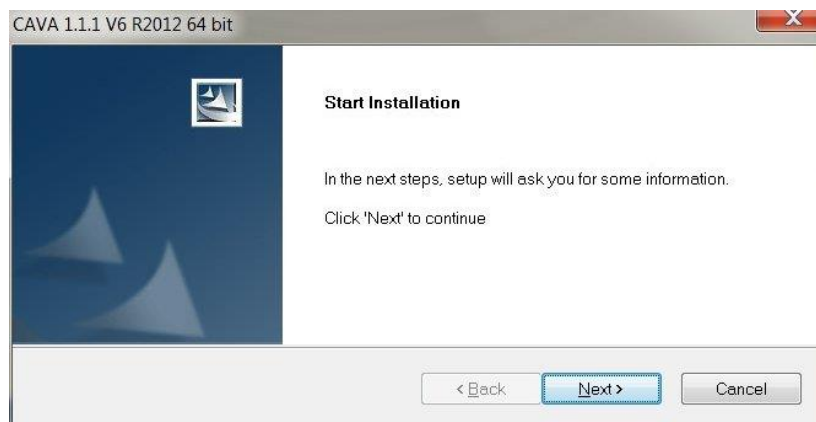 CAVA 1.1.1 V6 R2012 64 bit
Start Installation
In the next steps, setup will ask you for some information.
Click 'Next' to continue
< Back
Next >
Cancel